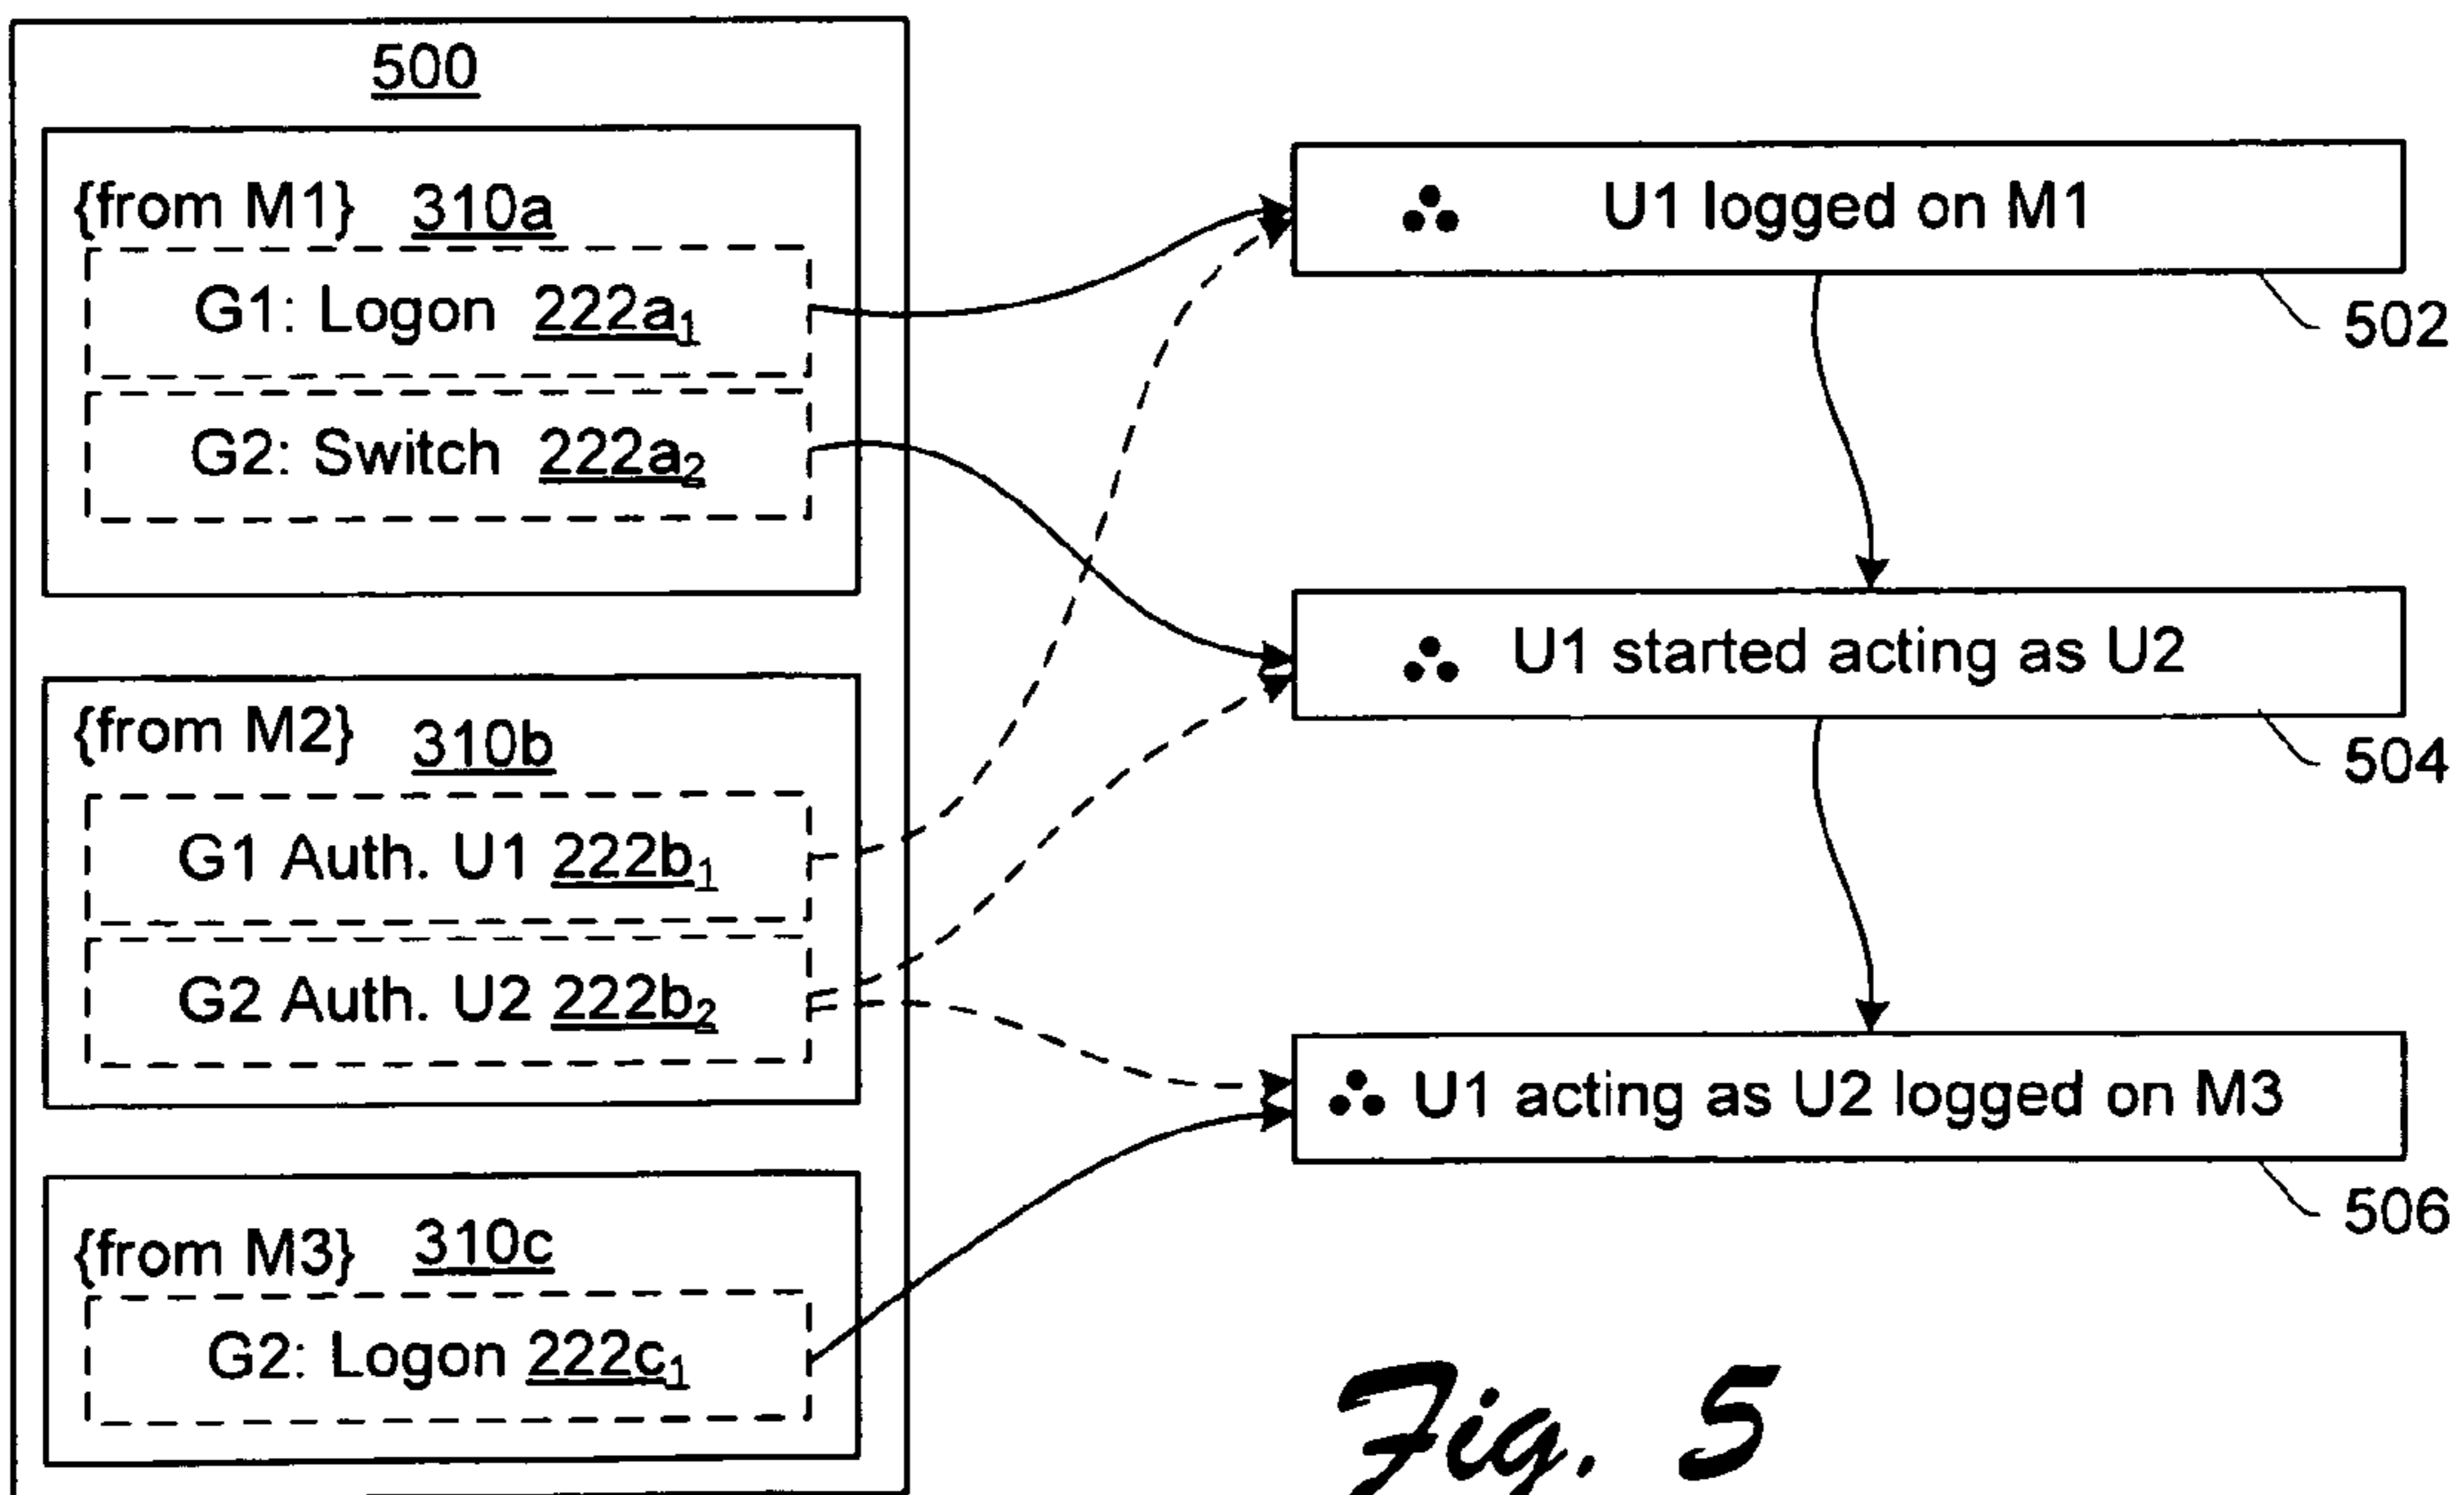 500
{from M1} 310a
G1: Logon 222a1
G2: Switch 222a2
{from M2} 310b
G1 Auth. U1 222b1
G2 Auth. U2 222b2
{from M3} 310c
G2: Logon 222c1
∴ U1 logged on M1
502
∴ U1 started acting as U2
504
∴ U1 acting as U2 logged on M3
506
Fig. 5